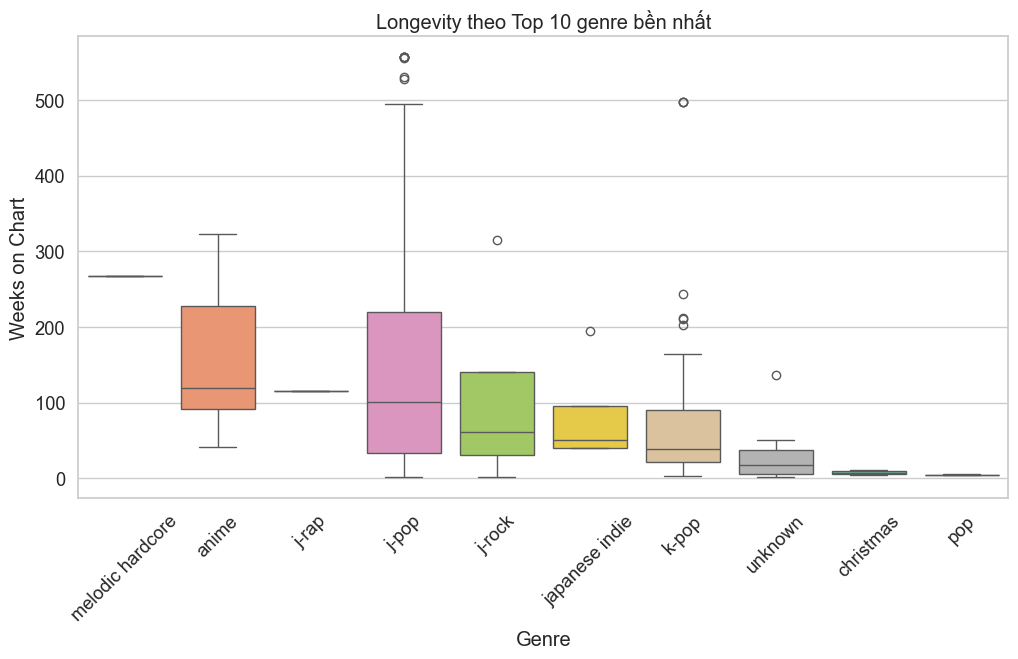 Longevity theo Top 10 genre bền nhất
Weeks on Chart
500
400
300
200
100
0
melodic hardcore
anime
j-rap
j-pop
j-rock
japanese indie
k-pop
unknown
christmas
pop
Genre